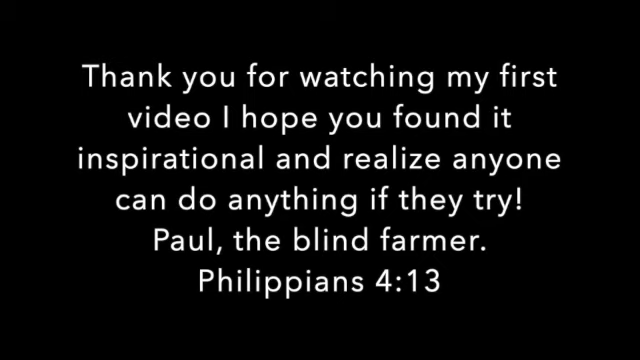 Thank you for watching my first
video I hope you found it
inspirational and realize anyone
can do anything if they try!
Paul, the blind farmer.
Philippians 4:13